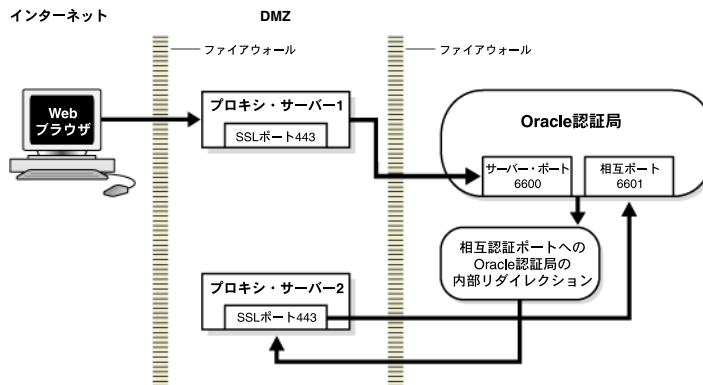 インターネット
DMZ
ファイアウォール
ファイアウォール
Web
ブラウザ
プロキシ・サーバー1
SSLポート443
Oracle認証局
サーバー・ポート
6600
相互ポート
6601
相互認証ポートへの
Oracle認証局の
内部リダイレクション
プロキシ・サーバー2
SSLポート443